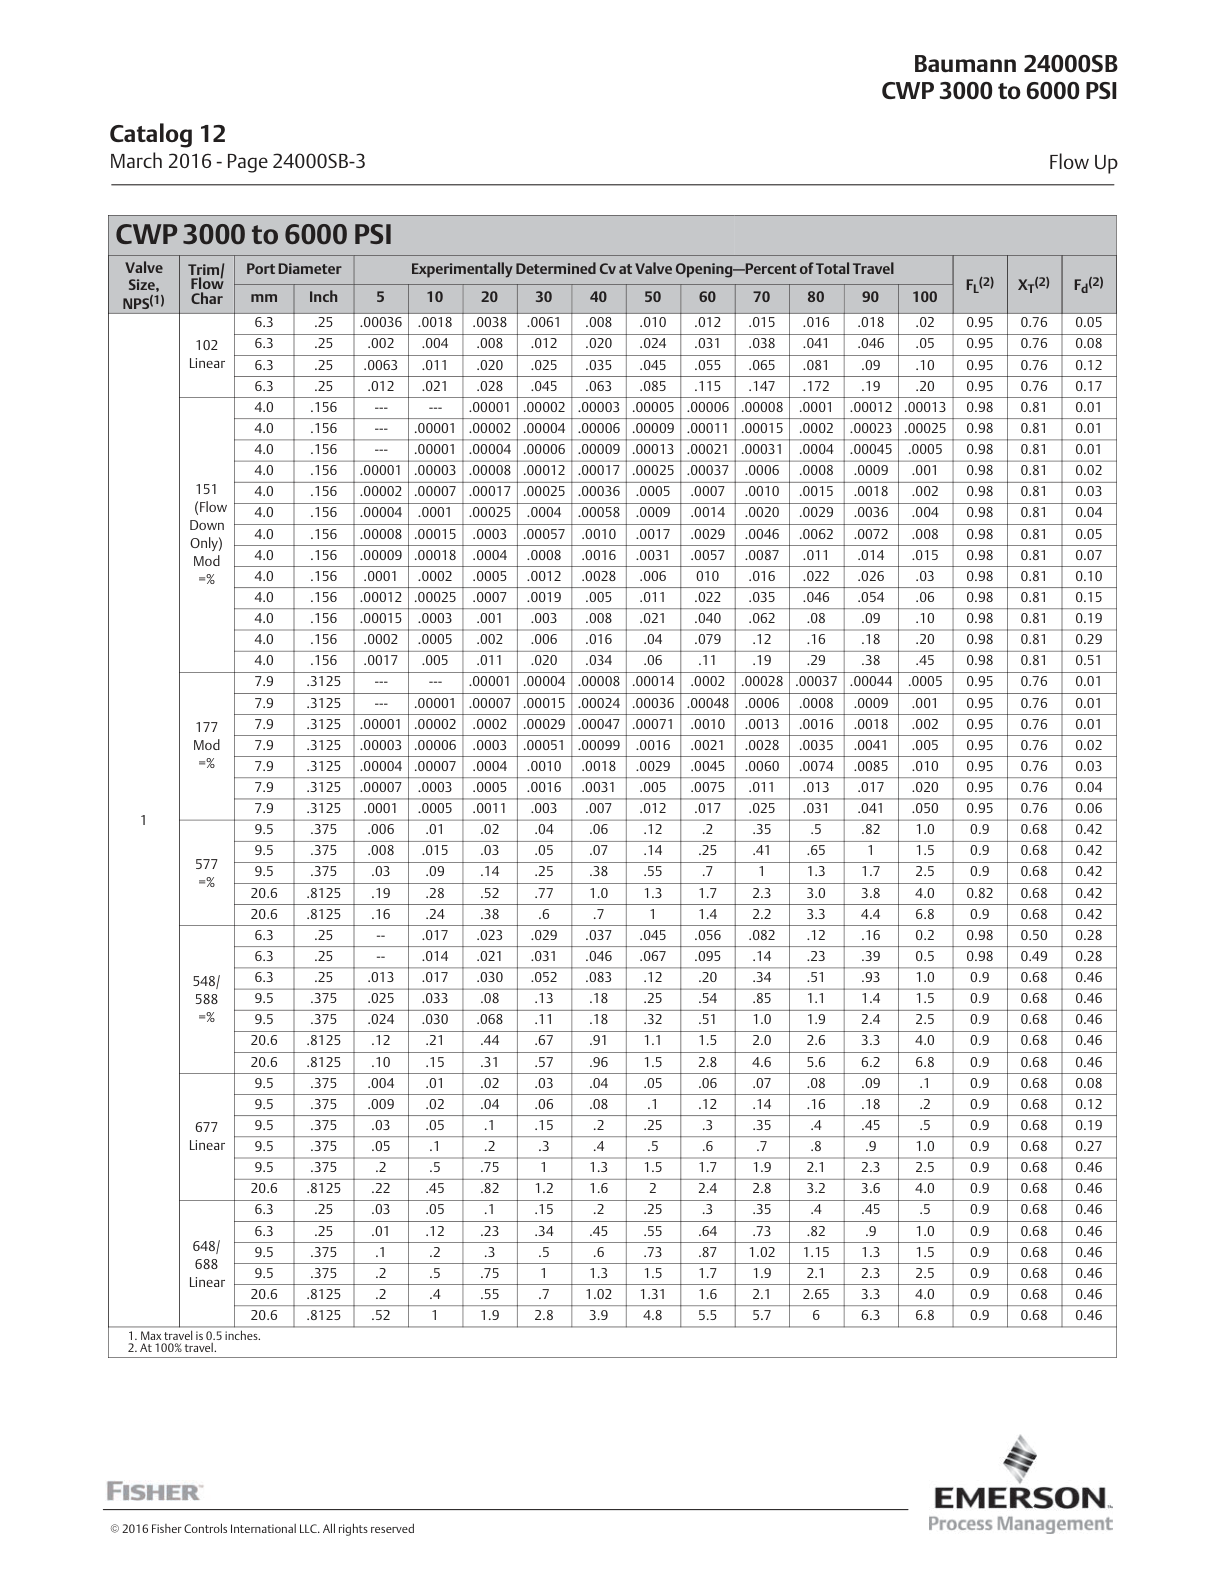 Baumann 24000SB
CWP 3000 to 6000 PSI
Catalog 12
March 2016 - Page 24000SB-3
Flow Up
CWP 3000 to 6000 PSI
Valve Size, NPS(1) Trim/ Flow Char Port Diameter Experimentally Determined Cv at Valve Opening—Percent of Total Travel FL(2) XT(2) Fd(2)
mm Inch 5 10 20 30 40 50 60 70 80 90 100
1
102 Linear
6.3 .25 .00036 .0018 .0038 .0061 .008 .010 .012 .015 .016 .018 .02 0.95 0.76 0.05
6.3 .25 .002 .004 .008 .012 .020 .024 .031 .038 .041 .046 .05 0.95 0.76 0.08
6.3 .25 .0063 .011 .020 .025 .035 .045 .055 .065 .081 .09 .10 0.95 0.76 0.12
6.3 .25 .012 .021 .028 .045 .063 .085 .115 .147 .172 .19 .20 0.95 0.76 0.17
151 (Flow Down Only) Mod =%
4.0 .156 --- --- .00001 .00002 .00003 .00005 .00006 .00008 .0001 .00012 .00013 0.98 0.81 0.01
4.0 .156 --- .00001 .00002 .00004 .00006 .00009 .00011 .00015 .0002 .00023 .00025 0.98 0.81 0.01
4.0 .156 --- .00001 .00004 .00006 .00009 .00013 .00021 .00031 .0004 .00045 .0005 0.98 0.81 0.01
4.0 .156 .00001 .00003 .00008 .00012 .00017 .00025 .00037 .0006 .0008 .0009 .001 0.98 0.81 0.02
4.0 .156 .00002 .00007 .00017 .00025 .00036 .0005 .0007 .0010 .0015 .0018 .002 0.98 0.81 0.03
4.0 .156 .00004 .0001 .00025 .0004 .00058 .0009 .0014 .0020 .0029 .0036 .004 0.98 0.81 0.04
4.0 .156 .00008 .00015 .0003 .00057 .0010 .0017 .0029 .0046 .0062 .0072 .008 0.98 0.81 0.05
4.0 .156 .00009 .00018 .0004 .0008 .0016 .0031 .0057 .0087 .011 .014 .015 0.98 0.81 0.07
4.0 .156 .0001 .0002 .0005 .0012 .0028 .006 010 .016 .022 .026 .03 0.98 0.81 0.10
4.0 .156 .00012 .00025 .0007 .0019 .005 .011 .022 .035 .046 .054 .06 0.98 0.81 0.15
4.0 .156 .00015 .0003 .001 .003 .008 .021 .040 .062 .08 .09 .10 0.98 0.81 0.19
4.0 .156 .0002 .0005 .002 .006 .016 .04 .079 .12 .16 .18 .20 0.98 0.81 0.29
4.0 .156 .0017 .005 .011 .020 .034 .06 .11 .19 .29 .38 .45 0.98 0.81 0.51
177 Mod =%
7.9 .3125 --- --- .00001 .00004 .00008 .00014 .0002 .00028 .00037 .00044 .0005 0.95 0.76 0.01
7.9 .3125 --- .00001 .00007 .00015 .00024 .00036 .00048 .0006 .0008 .0009 .001 0.95 0.76 0.01
7.9 .3125 .00001 .00002 .0002 .00029 .00047 .00071 .0010 .0013 .0016 .0018 .002 0.95 0.76 0.01
7.9 .3125 .00003 .00006 .0003 .00051 .00099 .0016 .0021 .0028 .0035 .0041 .005 0.95 0.76 0.02
7.9 .3125 .00004 .00007 .0004 .0010 .0018 .0029 .0045 .0060 .0074 .0085 .010 0.95 0.76 0.03
7.9 .3125 .00007 .0003 .0005 .0016 .0031 .005 .0075 .011 .013 .017 .020 0.95 0.76 0.04
7.9 .3125 .0001 .0005 .0011 .003 .007 .012 .017 .025 .031 .041 .050 0.95 0.76 0.06
577 =%
9.5 .375 .006 .01 .02 .04 .06 .12 .2 .35 .5 .82 1.0 0.9 0.68 0.42
9.5 .375 .008 .015 .03 .05 .07 .14 .25 .41 .65 1 1.5 0.9 0.68 0.42
9.5 .375 .03 .09 .14 .25 .38 .55 .7 1 1.3 1.7 2.5 0.9 0.68 0.42
20.6 .8125 .19 .28 .52 .77 1.0 1.3 1.7 2.3 3.0 3.8 4.0 0.82 0.68 0.42
20.6 .8125 .16 .24 .38 .6 .7 1 1.4 2.2 3.3 4.4 6.8 0.9 0.68 0.42
548/ 588 =%
6.3 .25 -- .017 .023 .029 .037 .045 .056 .082 .12 .16 0.2 0.98 0.50 0.28
6.3 .25 -- .014 .021 .031 .046 .067 .095 .14 .23 .39 0.5 0.98 0.49 0.28
6.3 .25 .013 .017 .030 .052 .083 .12 .20 .34 .51 .93 1.0 0.9 0.68 0.46
9.5 .375 .025 .033 .08 .13 .18 .25 .54 .85 1.1 1.4 1.5 0.9 0.68 0.46
9.5 .375 .024 .030 .068 .11 .18 .32 .51 1.0 1.9 2.4 2.5 0.9 0.68 0.46
20.6 .8125 .12 .21 .44 .67 .91 1.1 1.5 2.0 2.6 3.3 4.0 0.9 0.68 0.46
20.6 .8125 .10 .15 .31 .57 .96 1.5 2.8 4.6 5.6 6.2 6.8 0.9 0.68 0.46
677 Linear
9.5 .375 .004 .01 .02 .03 .04 .05 .06 .07 .08 .09 .1 0.9 0.68 0.08
9.5 .375 .009 .02 .04 .06 .08 .1 .12 .14 .16 .18 .2 0.9 0.68 0.12
9.5 .375 .03 .05 .1 .15 .2 .25 .3 .35 .4 .45 .5 0.9 0.68 0.19
9.5 .375 .05 .1 .2 .3 .4 .5 .6 .7 .8 .9 1.0 0.9 0.68 0.27
9.5 .375 .2 .5 .75 1 1.3 1.5 1.7 1.9 2.1 2.3 2.5 0.9 0.68 0.46
20.6 .8125 .22 .45 .82 1.2 1.6 2 2.4 2.8 3.2 3.6 4.0 0.9 0.68 0.46
648/ 688 Linear
6.3 .25 .03 .05 .1 .15 .2 .25 .3 .35 .4 .45 .5 0.9 0.68 0.46
6.3 .25 .01 .12 .23 .34 .45 .55 .64 .73 .82 .9 1.0 0.9 0.68 0.46
9.5 .375 .1 .2 .3 .5 .6 .73 .87 1.02 1.15 1.3 1.5 0.9 0.68 0.46
9.5 .375 .2 .5 .75 1 1.3 1.5 1.7 1.9 2.1 2.3 2.5 0.9 0.68 0.46
20.6 .8125 .2 .4 .55 .7 1.02 1.31 1.6 2.1 2.65 3.3 4.0 0.9 0.68 0.46
20.6 .8125 .52 1 1.9 2.8 3.9 4.8 5.5 5.7 6 6.3 6.8 0.9 0.68 0.46
1. Max travel is 0.5 inches.
2. At 100% travel.
FISHER™
EMERSON™
Process Management
© 2016 Fisher Controls International LLC. All rights reserved